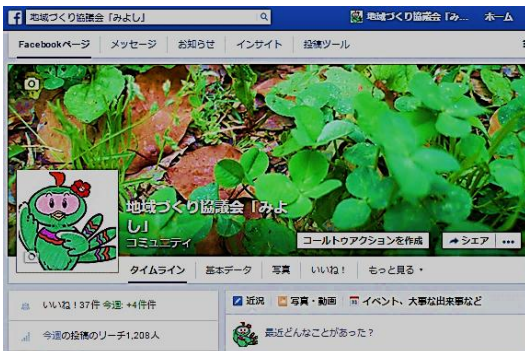 地域づくり協議会「みよし」
地域づくり協議会「み... ホーム
Facebookページ メッセージ お知らせ インサイト 投稿ツール
地域づくり協議会「みよ
し」
コミュニティ
コールトゥアクションを作成 シェア •••
タイムライン 基本データ 写真 いいね！ もっと見る
いいね！37件 今週: +4件件
近況 写真・動画 イベント、大事な出来事など
今週の投稿のリーチ1,208人
最近どんなことがあった？